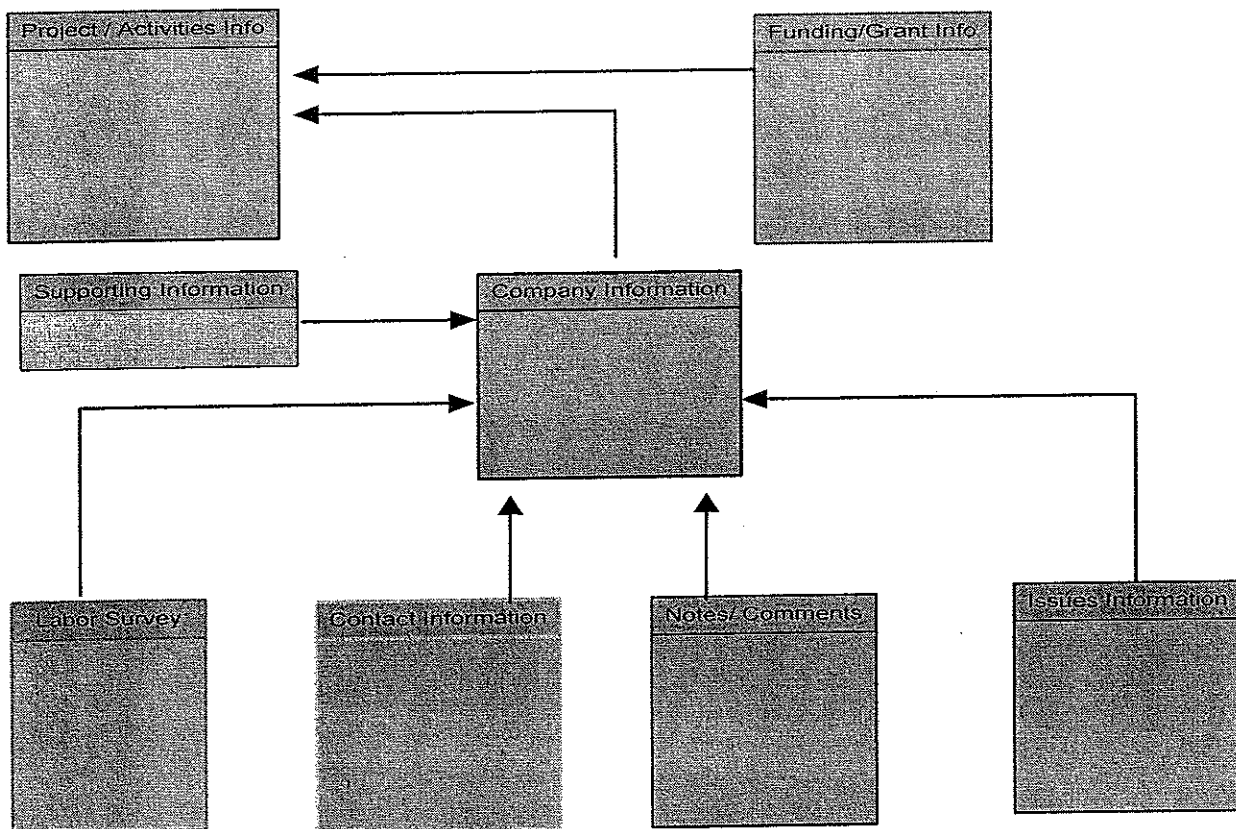 Project / Activities Info
Funding/Grant Info
Supporting Information
Company Information
Labor Survey
Contact Information
Notes/ Comments
Issues Information